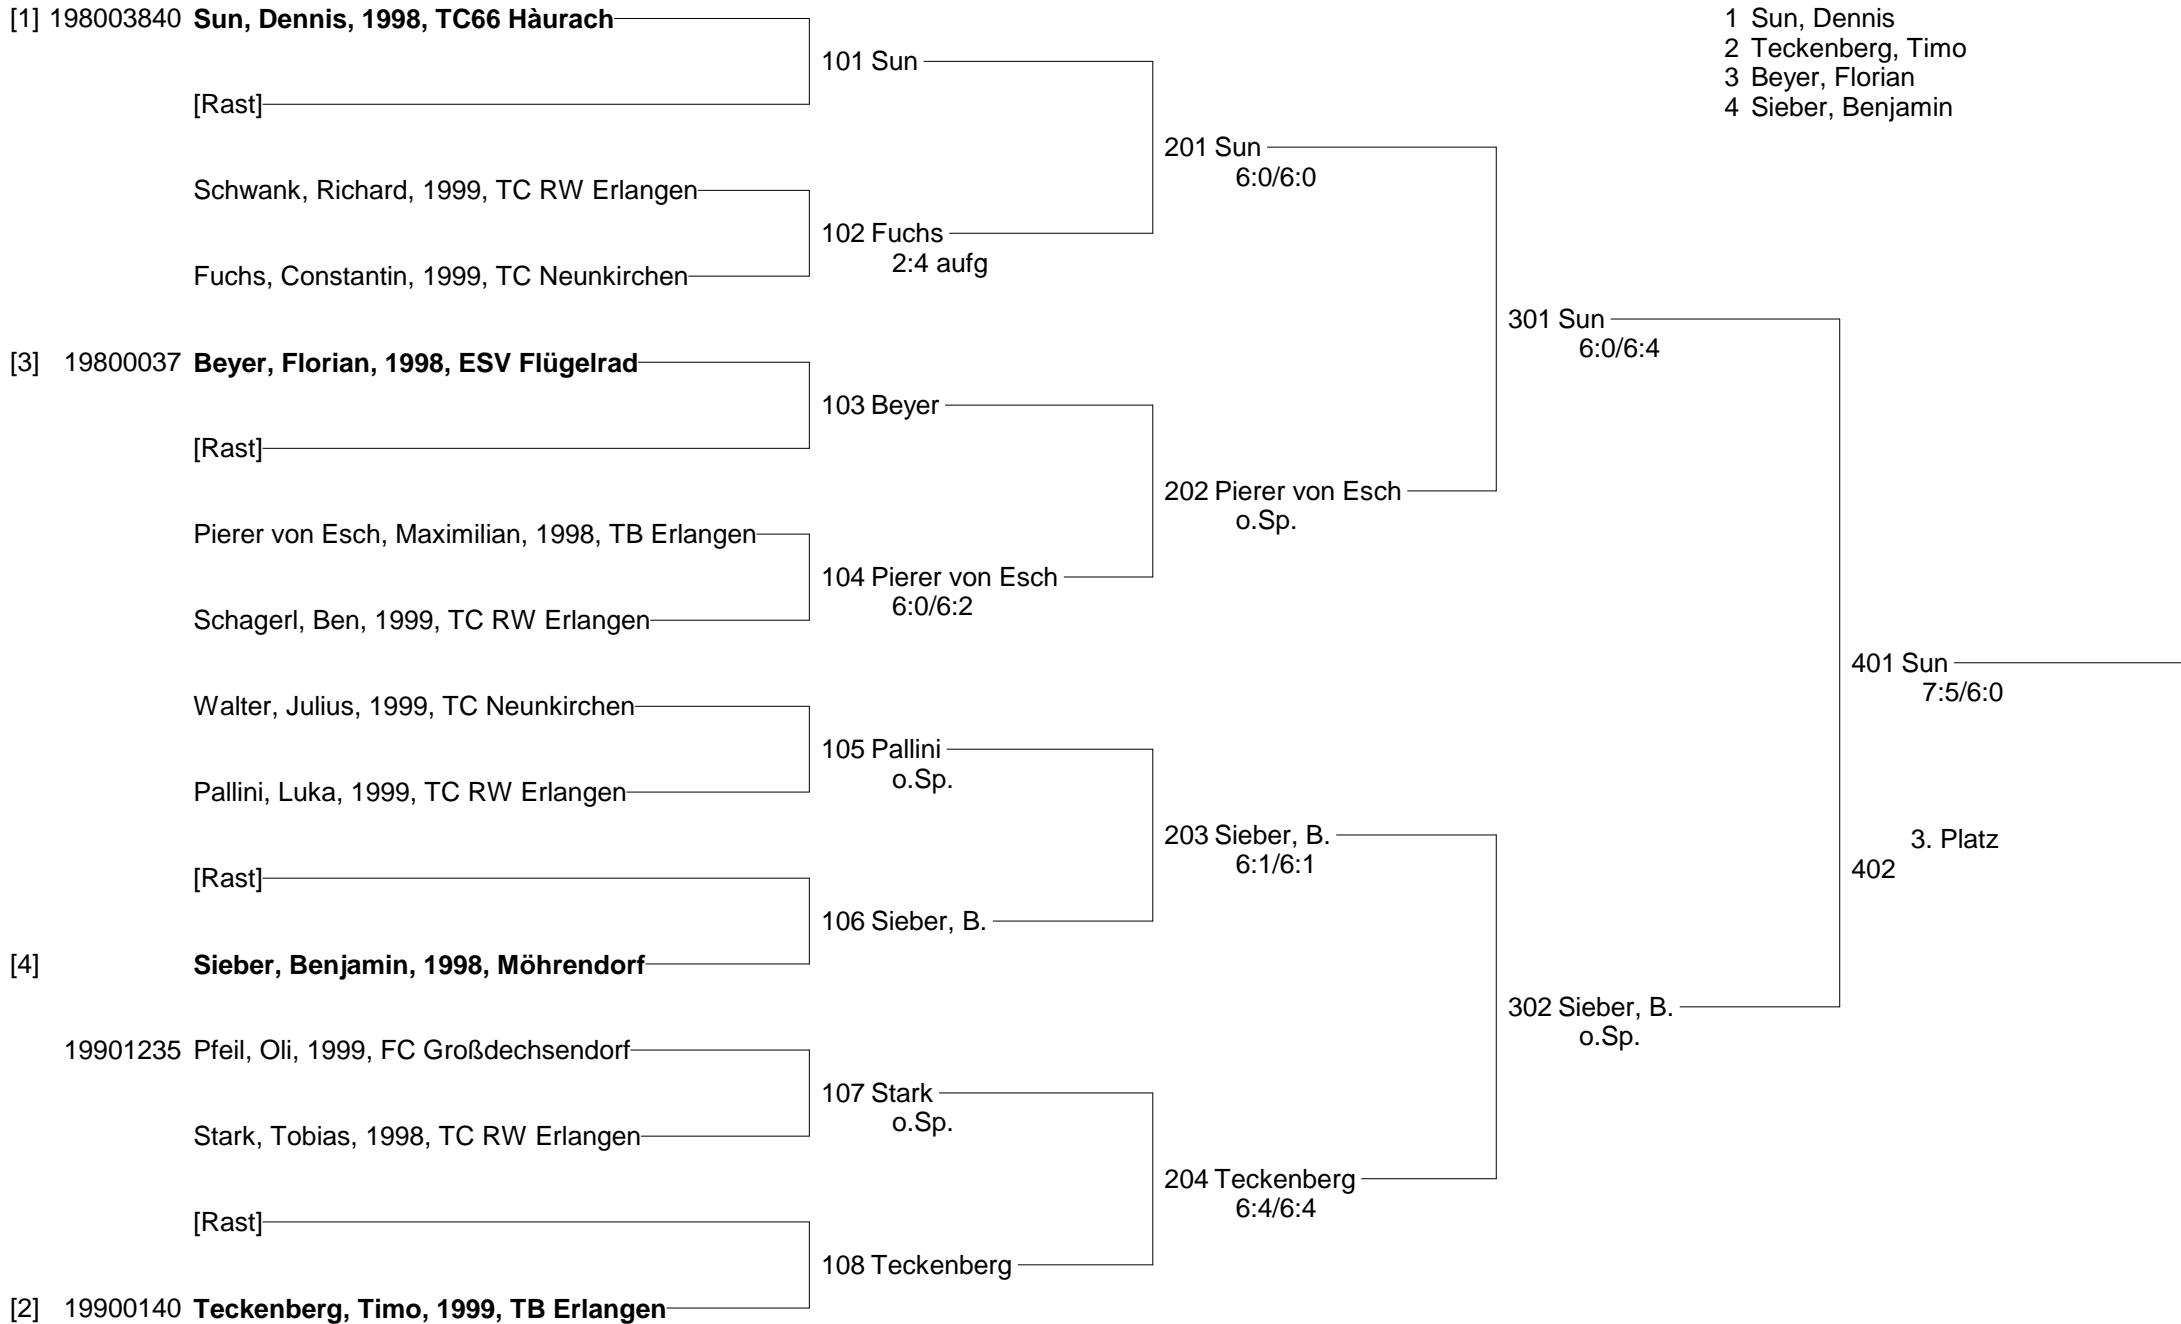 [1] 198003840 Sun, Dennis, 1998, TC66 Hàurach
[Rast]
Schwank, Richard, 1999, TC RW Erlangen
Fuchs, Constantin, 1999, TC Neunkirchen
[3] 19800037 Beyer, Florian, 1998, ESV Flügelrad
[Rast]
Pierer von Esch, Maximilian, 1998, TB Erlangen
Schagerl, Ben, 1999, TC RW Erlangen
Walter, Julius, 1999, TC Neunkirchen
Pallini, Luka, 1999, TC RW Erlangen
[Rast]
[4] Sieber, Benjamin, 1998, Möhrendorf
19901235 Pfeil, Oli, 1999, FC Großdechsendorf
Stark, Tobias, 1998, TC RW Erlangen
[Rast]
[2] 19900140 Teckenberg, Timo, 1999, TB Erlangen
101 Sun
102 Fuchs
2:4 aufg
103 Beyer
104 Pierer von Esch
6:0/6:2
105 Pallini
o.Sp.
106 Sieber, B.
107 Stark
o.Sp.
108 Teckenberg
201 Sun
6:0/6:0
202 Pierer von Esch
o.Sp.
203 Sieber, B.
6:1/6:1
204 Teckenberg
6:4/6:4
301 Sun
6:0/6:4
302 Sieber, B.
o.Sp.
401 Sun
7:5/6:0
3. Platz
402
1 Sun, Dennis
2 Teckenberg, Timo
3 Beyer, Florian
4 Sieber, Benjamin